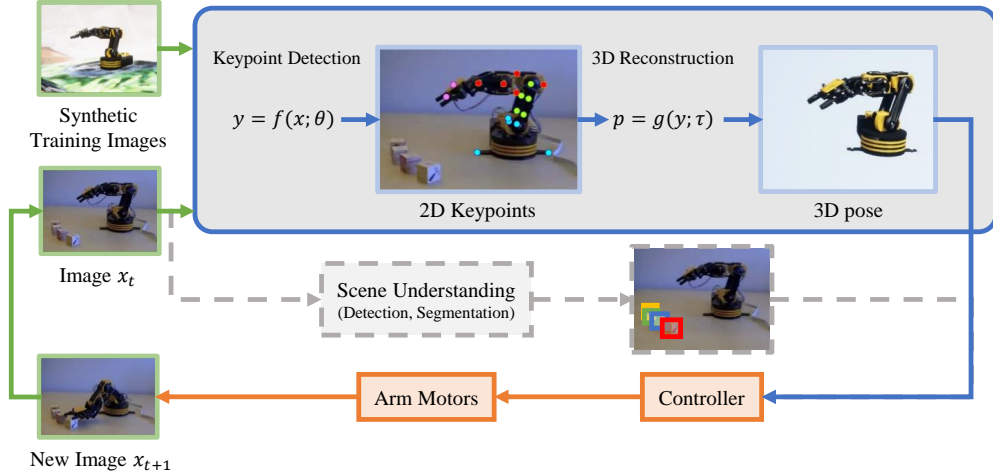 Keypoint Detection
3D Reconstruction
y = f(x; θ)
p = g(y; τ)
Synthetic
Training Images
2D Keypoints
3D pose
Image x_t
Scene Understanding
(Detection, Segmentation)
Arm Motors
Controller
New Image x_{t+1}